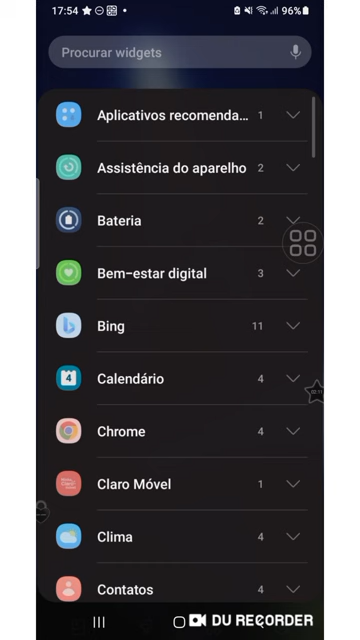 17:54
96%
Procurar widgets
Aplicativos recomenda... 1
Assistência do aparelho 2
Bateria 2
Bem-estar digital 3
Bing 11
4 Calendário 4
Chrome 4
Claro Móvel 1
Clima 4
Contatos 4
DU RECORDER